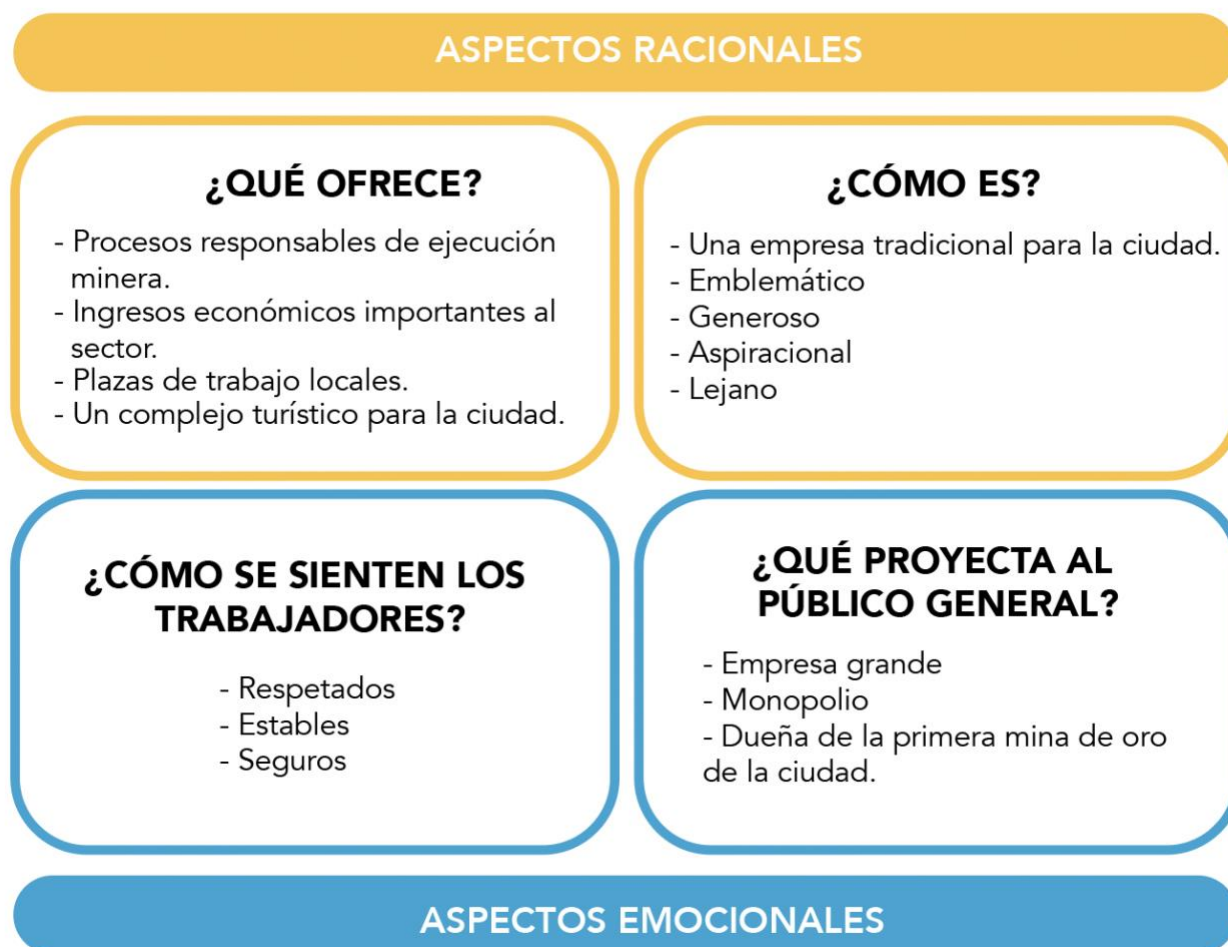 ASPECTOS RACIONALES
¿QUÉ OFRECE?
- Procesos responsables de ejecución
minera.
- Ingresos económicos importantes al
sector.
- Plazas de trabajo locales.
- Un complejo turístico para la ciudad.
¿CÓMO ES?
- Una empresa tradicional para la ciudad.
- Emblemático
- Generoso
- Aspiracional
- Lejano
¿CÓMO SE SIENTEN LOS
TRABAJADORES?
- Respetados
- Estables
- Seguros
¿QUÉ PROYECTA AL
PÚBLICO GENERAL?
- Empresa grande
- Monopolio
- Dueña de la primera mina de oro
de la ciudad.
ASPECTOS EMOCIONALES